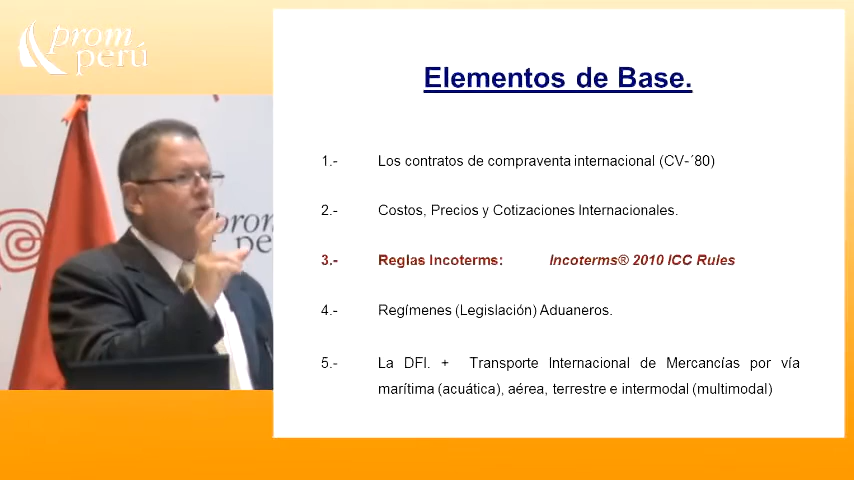 prom
perú
Elementos de Base.
1.- Los contratos de compraventa internacional (CV-´80)
2.- Costos, Precios y Cotizaciones Internacionales.
3.- Reglas Incoterms: Incoterms® 2010 ICC Rules
4.- Regímenes (Legislación) Aduaneros.
5.- La DFI. + Transporte Internacional de Mercancías por vía
marítima (acuática), aérea, terrestre e intermodal (multimodal)
prom
pe